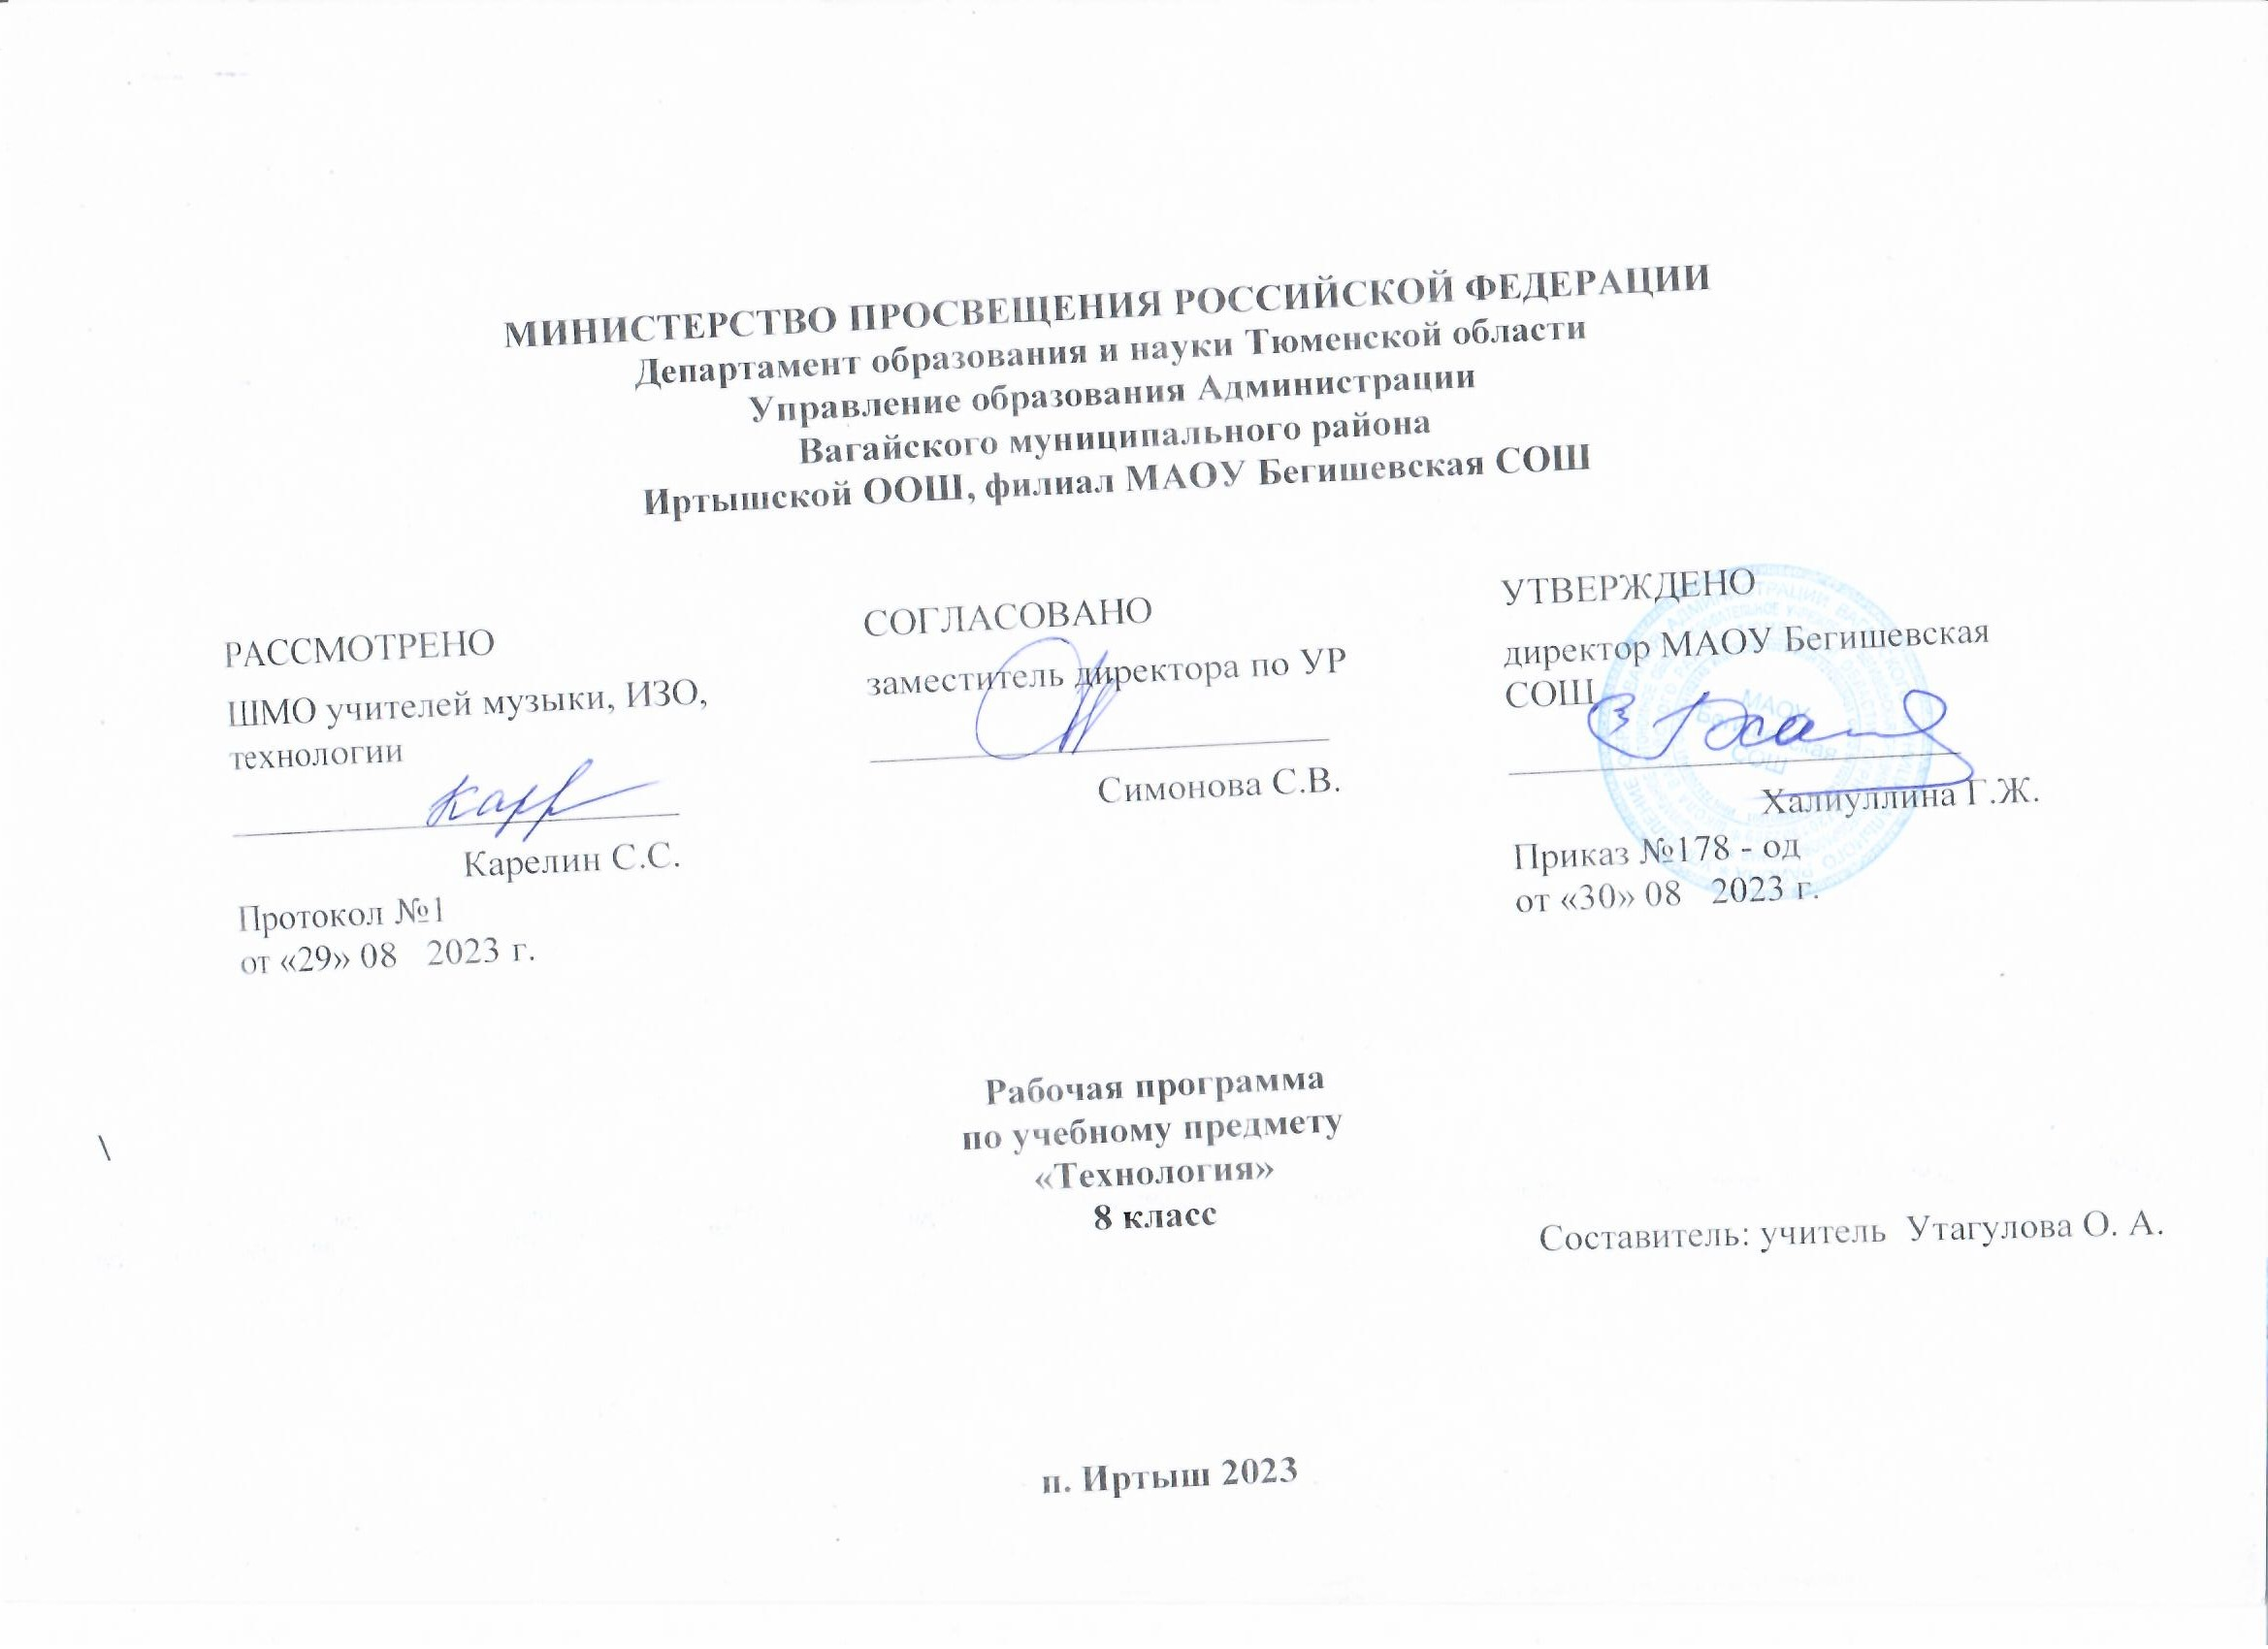 МИНИСТЕРСТВО ПРОСВЕЩЕНИЯ РОССИЙСКОЙ ФЕДЕРАЦИИ
Департамент образования и науки Тюменской области
Управление образования Администрации
Вагайского муниципального района
Иртышской ООШ, филиал МАОУ Бегишевская СОШ
РАССМОТРЕНО
ШМО учителей музыки, ИЗО,
технологии
Карелин С.С.
Протокол №1
от «29» 08 2023 г.
СОГЛАСОВАНО
заместитель директора по УР
Симонова С.В.
УТВЕРЖДЕНО
директор МАОУ Бегишевская
СОШ
МАОУ
Бегишевская
СОШ
Халиуллина Г.Ж.
Приказ №178 - од
от «30» 08 2023 г.
Рабочая программа
по учебному предмету
«Технология»
8 класс
\
Составитель: учитель Утагулова О. А.
п. Иртыш 2023